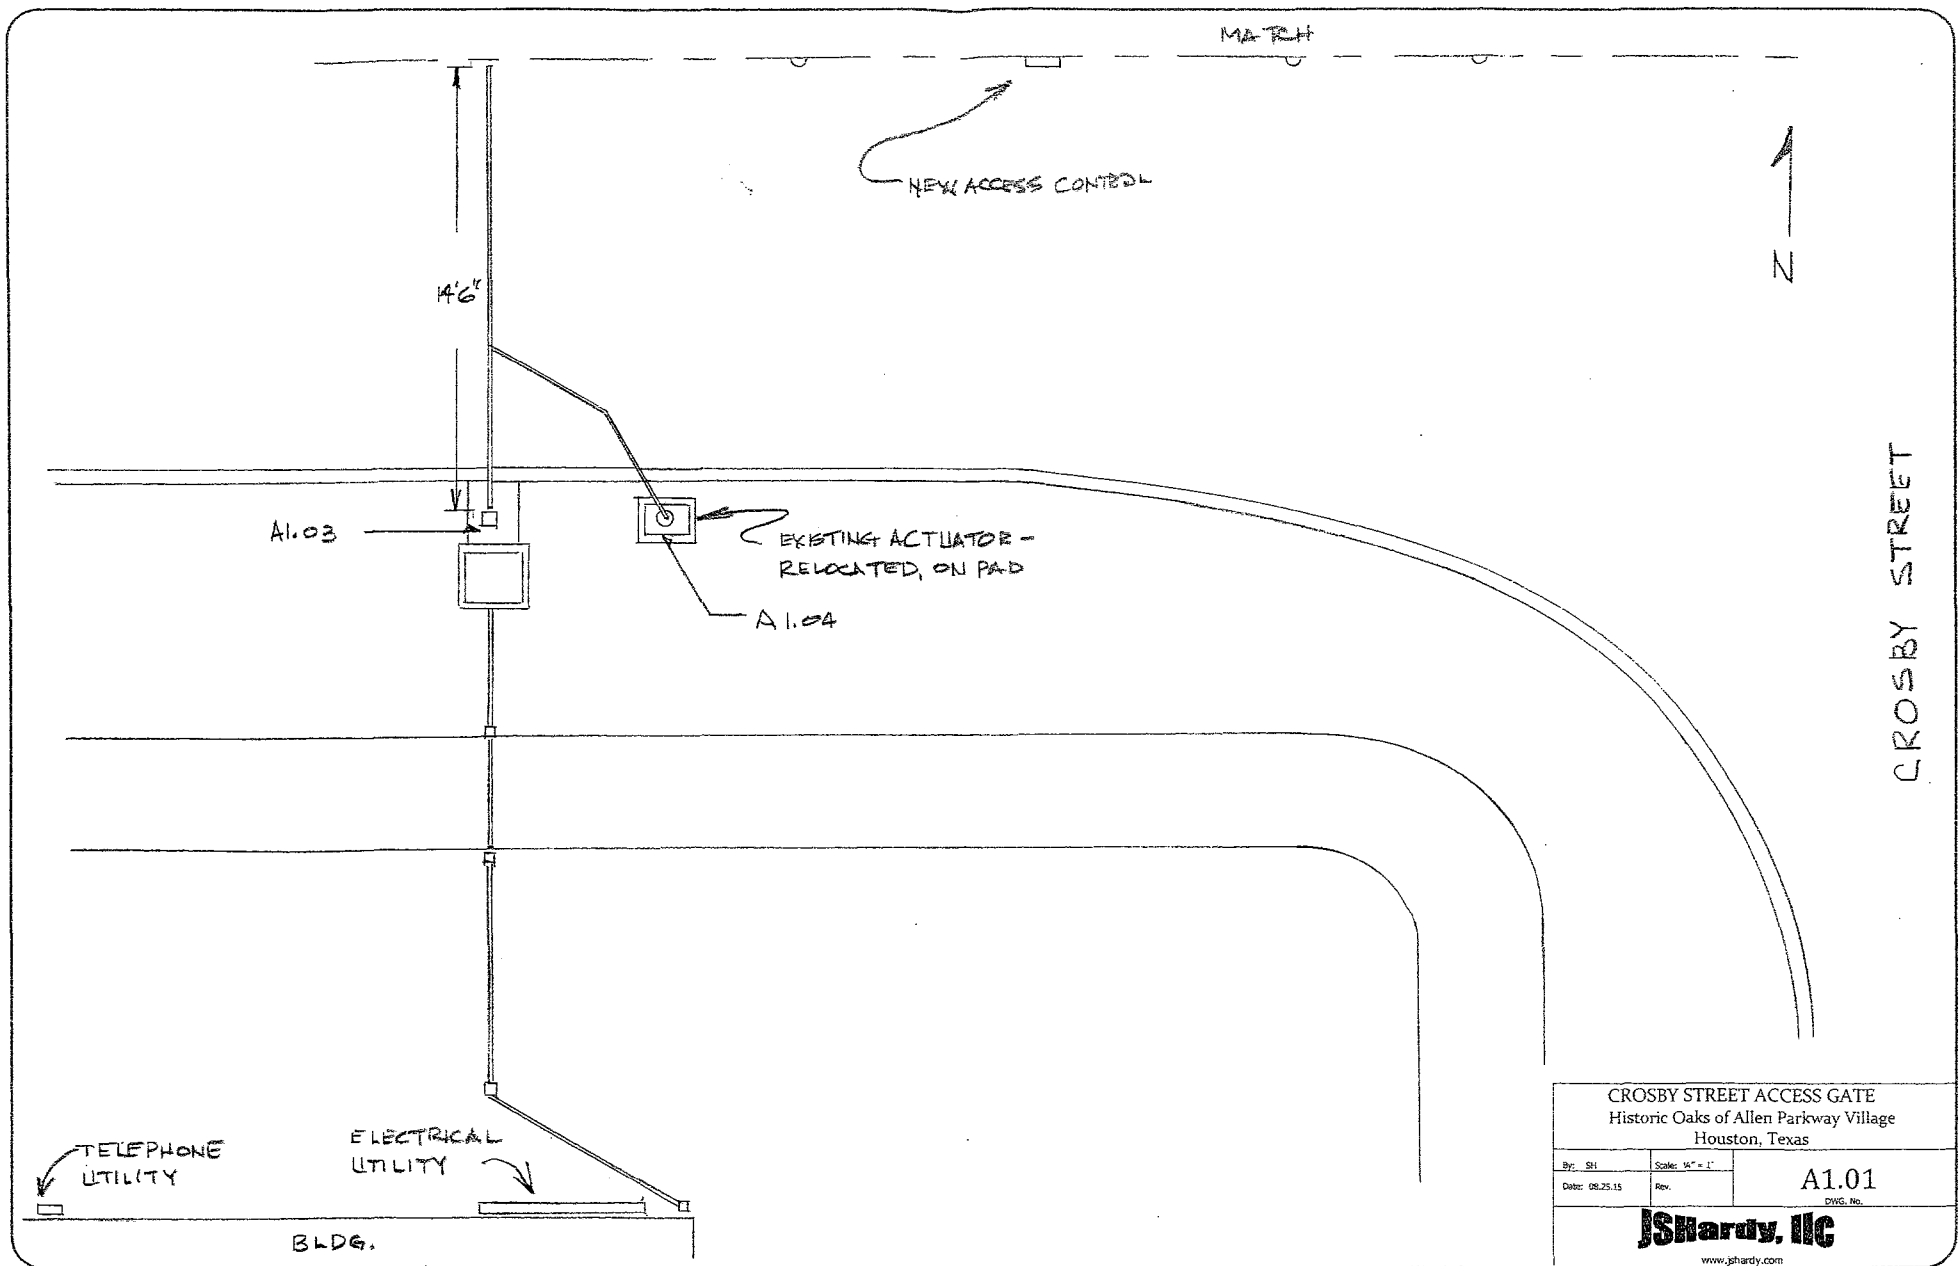 MATCH
NEW ACCESS CONTROL
N
14'6"
CROSBY STREET
A1.03
EXISTING ACTUATOR -
RELOCATED, ON PAD
A1.04
TELEPHONE
UTILITY
ELECTRICAL
UTILITY
BLDG.
CROSBY STREET ACCESS GATE
Historic Oaks of Allen Parkway Village
Houston, Texas
By: SH
Scale: ¼" = 1'
Date: 08.25.15
Rev.
A1.01
DWG. No.
JSHardy, llC
www.jshardy.com